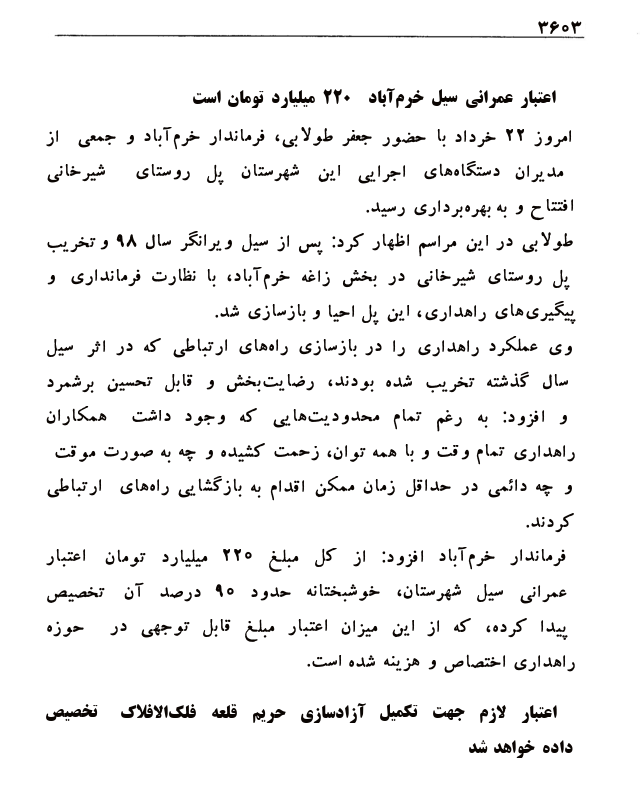 ۳۶۰۳
اعتبار عمرانی سیل خرم‌آباد ۲۲۰ میلیارد تومان است
امروز ۲۲ خرداد با حضور جعفر طولابی، فرماندار خرم‌آباد و جمعی از
مدیران دستگاه‌های اجرایی این شهرستان پل روستای شیرخانی
افتتاح و به بهره‌برداری رسید.
طولابی در این مراسم اظهار کرد: پس از سیل ویرانگر سال ۹۸ و تخریب
پل روستای شیرخانی در بخش زاغه خرم‌آباد، با نظارت فرمانداری و
پیگیری‌های راهداری، این پل احیا و بازسازی شد.
وی عملکرد راهداری را در بازسازی راه‌های ارتباطی که در اثر سیل
سال گذشته تخریب شده بودند، رضایت‌بخش و قابل تحسین برشمرد
و افزود: به رغم تمام محدودیت‌هایی که وجود داشت همکاران
راهداری تمام وقت و با همه توان، زحمت کشیده و چه به صورت موقت
و چه دائمی در حداقل زمان ممکن اقدام به بازگشایی راه‌های ارتباطی
کردند.
فرماندار خرم‌آباد افزود: از کل مبلغ ۲۲۰ میلیارد تومان اعتبار
عمرانی سیل شهرستان، خوشبختانه حدود ۹۰ درصد آن تخصیص
پیدا کرده، که از این میزان اعتبار مبلغ قابل توجهی در حوزه
راهداری اختصاص و هزینه شده است.
اعتبار لازم جهت تکمیل آزادسازی حریم قلعه فلک‌الافلاک تخصیص
داده خواهد شد